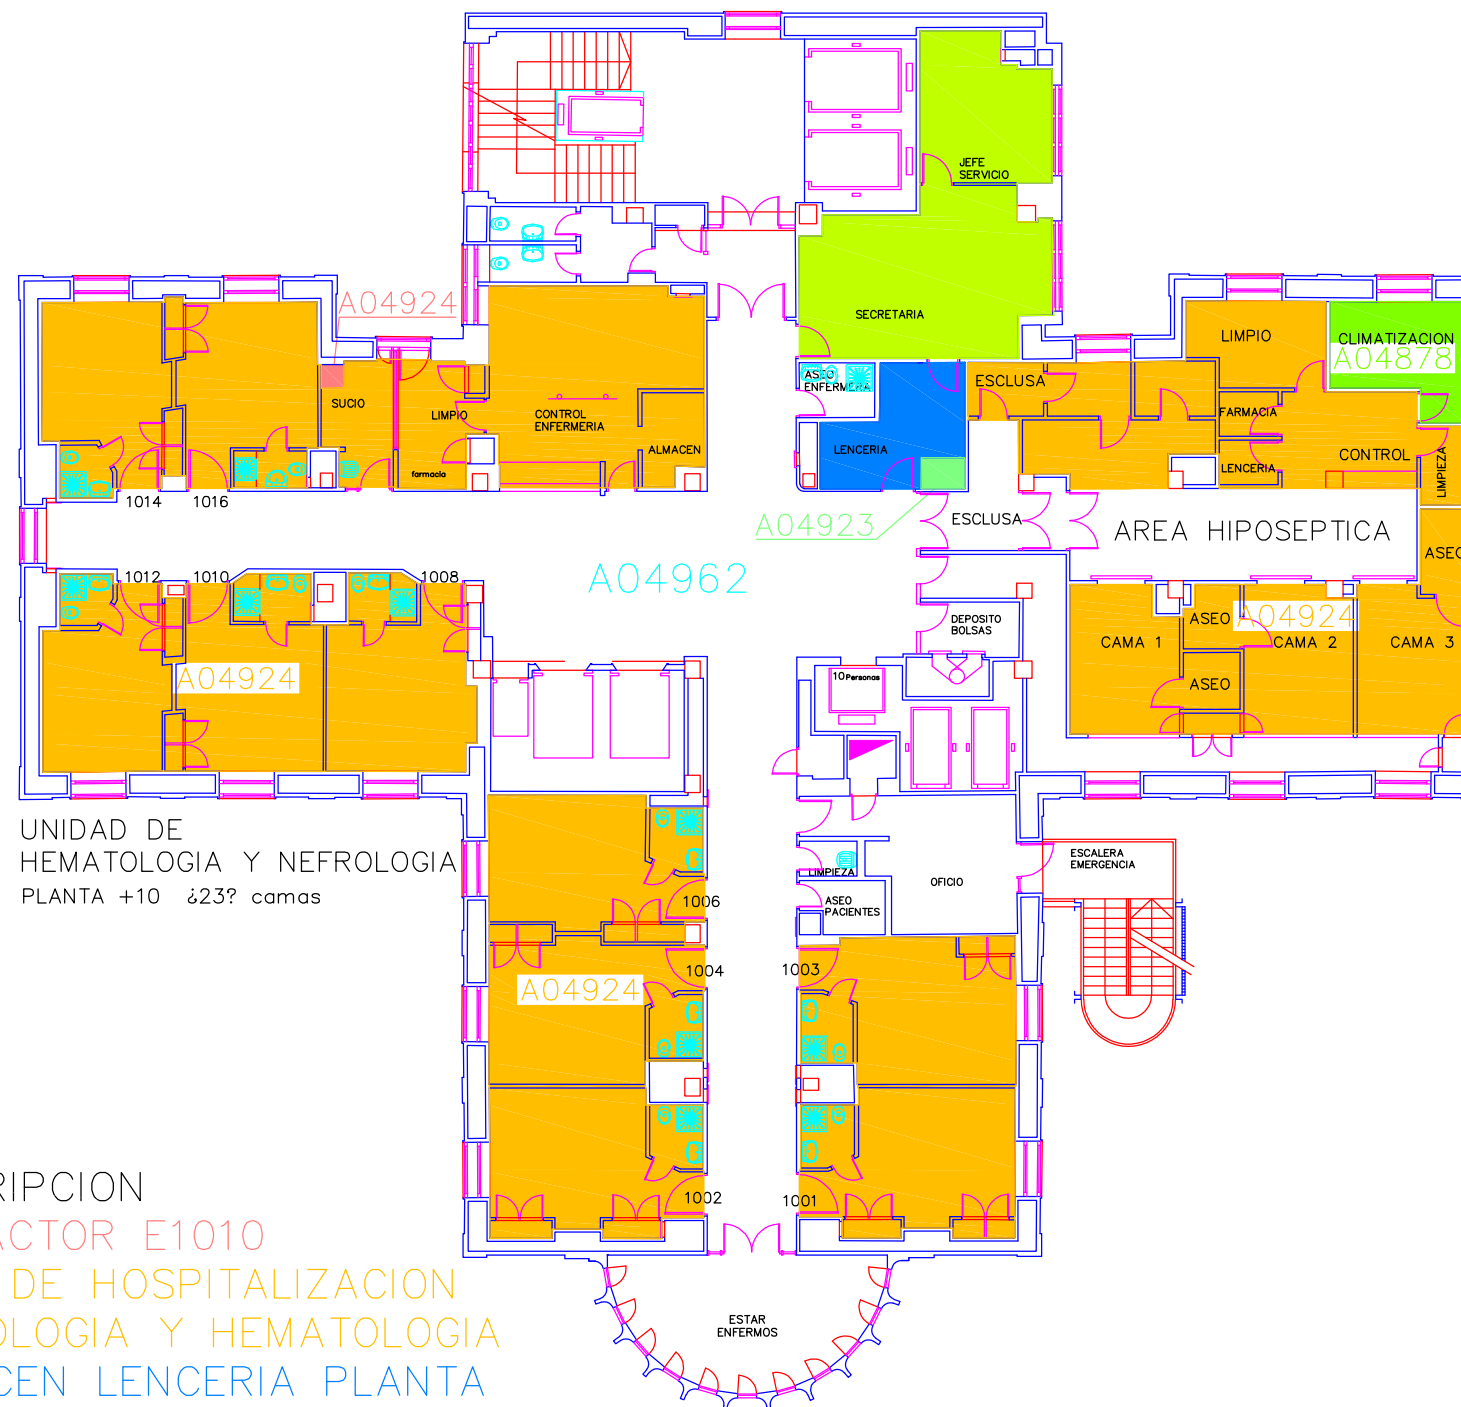 JEFE
SERVICIO
SECRETARIA
A04924
SUCIO
LIMPIO
farmacia
CONTROL
ENFERMERIA
ALMACEN
ASEO
ENFERMERA
LENCERIA
ESCLUSA
LIMPIO
CLIMATIZACION
A04878
FARMACIA
LENCERIA
CONTROL
LIMPIEZA
1014
1016
A04923
ESCLUSA
AREA HIPOSEPTICA
ASEO
1012
1010
1008
A04962
DEPOSITO
BOLSAS
ASEO
A04924
CAMA 1
CAMA 2
CAMA 3
ASEO
A04924
10Personas
UNIDAD DE
HEMATOLOGIA Y NEFROLOGIA
PLANTA +10 ¿23? camas
ESCALERA
EMERGENCIA
LIMPIEZA
OFICIO
ASEO
PACIENTES
1006
1004
1003
A04924
1002
1001
RIPCION
ACTOR E1010
DE HOSPITALIZACION
OLOGIA Y HEMATOLOGIA
CEN LENCERIA PLANTA
ESTAR
ENFERMOS